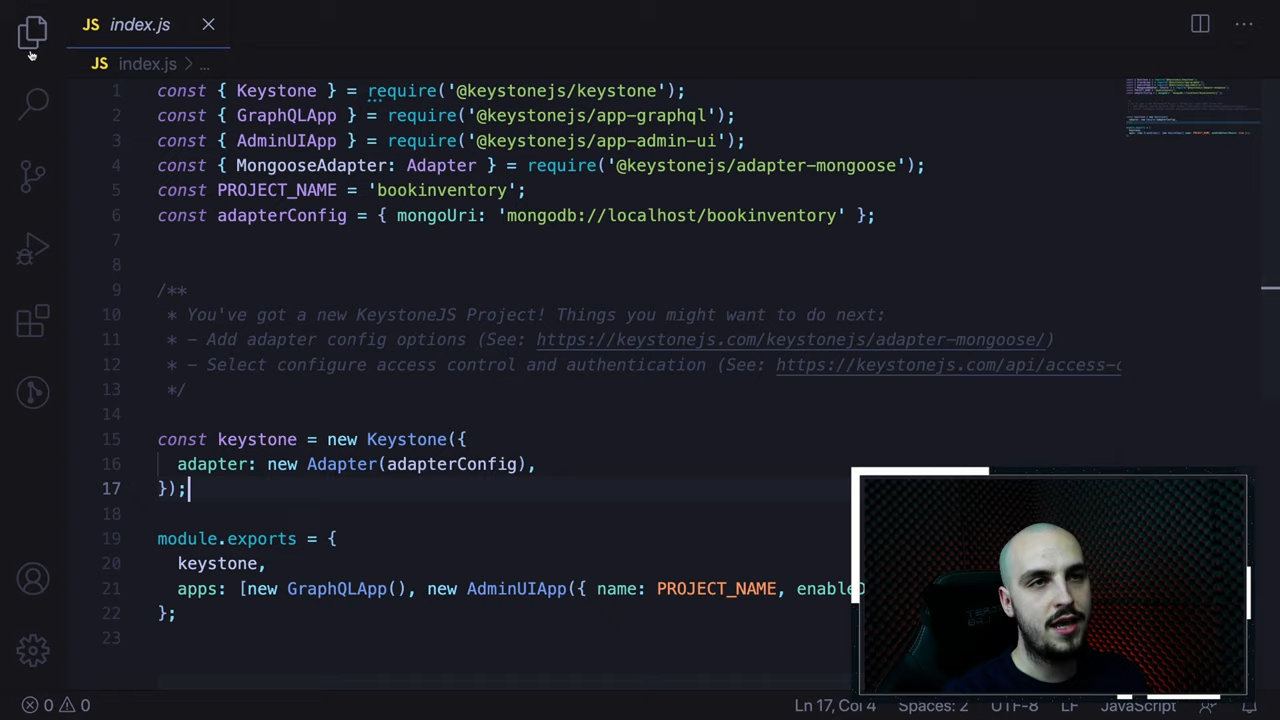 JS index.js
JS index.js > ...
1 const { Keystone } = require('@keystonejs/keystone');
2 const { GraphQLApp } = require('@keystonejs/app-graphql');
3 const { AdminUIApp } = require('@keystonejs/app-admin-ui');
4 const { MongooseAdapter: Adapter } = require('@keystonejs/adapter-mongoose');
5 const PROJECT_NAME = 'bookinventory';
6 const adapterConfig = { mongoUri: 'mongodb://localhost/bookinventory' };
7
8
9 /**
10 * You've got a new KeystoneJS Project! Things you might want to do next:
11 * - Add adapter config options (See: https://keystonejs.com/keystonejs/adapter-mongoose/)
12 * - Select configure access control and authentication (See: https://keystonejs.com/api/access-c
13 */
14
15 const keystone = new Keystone({
16 adapter: new Adapter(adapterConfig),
17 });
18
19 module.exports = {
20 keystone,
21 apps: [new GraphQLApp(), new AdminUIApp({ name: PROJECT_NAME, enable
22 };
23
0 0 Ln 17, Col 4 Spaces: 2 UTF-8 LF JavaScript